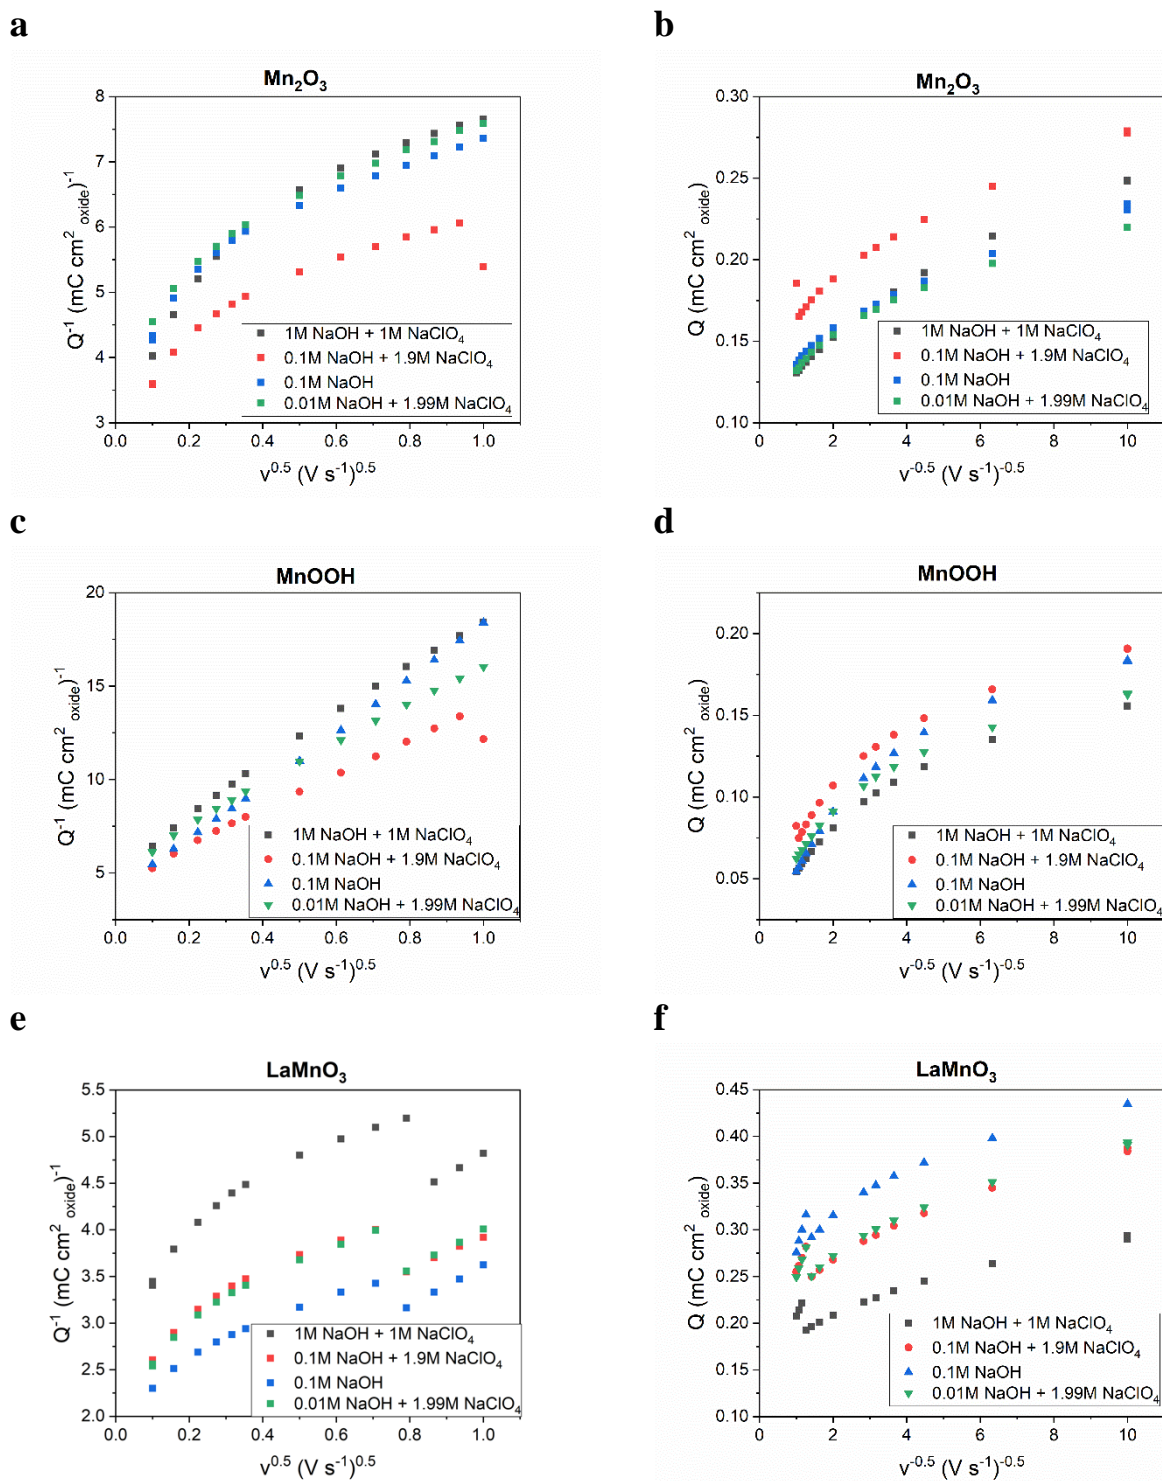 a
b
Mn₂O₃
Q⁻¹ (mC cm² oxide)⁻¹
8
7
6
5
4
3
1M NaOH + 1M NaClO₄
0.1M NaOH + 1.9M NaClO₄
0.1M NaOH
0.01M NaOH + 1.99M NaClO₄
0.0 0.2 0.4 0.6 0.8 1.0
v^0.5 (V s⁻¹)^0.5
Mn₂O₃
Q (mC cm² oxide)
0.30
0.25
0.20
0.15
0.10
1M NaOH + 1M NaClO₄
0.1M NaOH + 1.9M NaClO₄
0.1M NaOH
0.01M NaOH + 1.99M NaClO₄
0 2 4 6 8 10
v^-0.5 (V s⁻¹)^-0.5
c
d
MnOOH
Q⁻¹ (mC cm² oxide)⁻¹
20
15
10
5
1M NaOH + 1M NaClO₄
0.1M NaOH + 1.9M NaClO₄
0.1M NaOH
0.01M NaOH + 1.99M NaClO₄
0.0 0.2 0.4 0.6 0.8 1.0
v^0.5 (V s⁻¹)^0.5
MnOOH
Q (mC cm² oxide)
0.20
0.15
0.10
0.05
1M NaOH + 1M NaClO₄
0.1M NaOH + 1.9M NaClO₄
0.1M NaOH
0.01M NaOH + 1.99M NaClO₄
0 2 4 6 8 10
v^-0.5 (V s⁻¹)^-0.5
e
f
LaMnO₃
Q⁻¹ (mC cm² oxide)⁻¹
5.5
5.0
4.5
4.0
3.5
3.0
2.5
2.0
1M NaOH + 1M NaClO₄
0.1M NaOH + 1.9M NaClO₄
0.1M NaOH
0.01M NaOH + 1.99M NaClO₄
0.0 0.2 0.4 0.6 0.8 1.0
v^0.5 (V s⁻¹)^0.5
LaMnO₃
Q (mC cm² oxide)
0.45
0.40
0.35
0.30
0.25
0.20
0.15
0.10
1M NaOH + 1M NaClO₄
0.1M NaOH + 1.9M NaClO₄
0.1M NaOH
0.01M NaOH + 1.99M NaClO₄
0 2 4 6 8 10
v^-0.5 (V s⁻¹)^-0.5